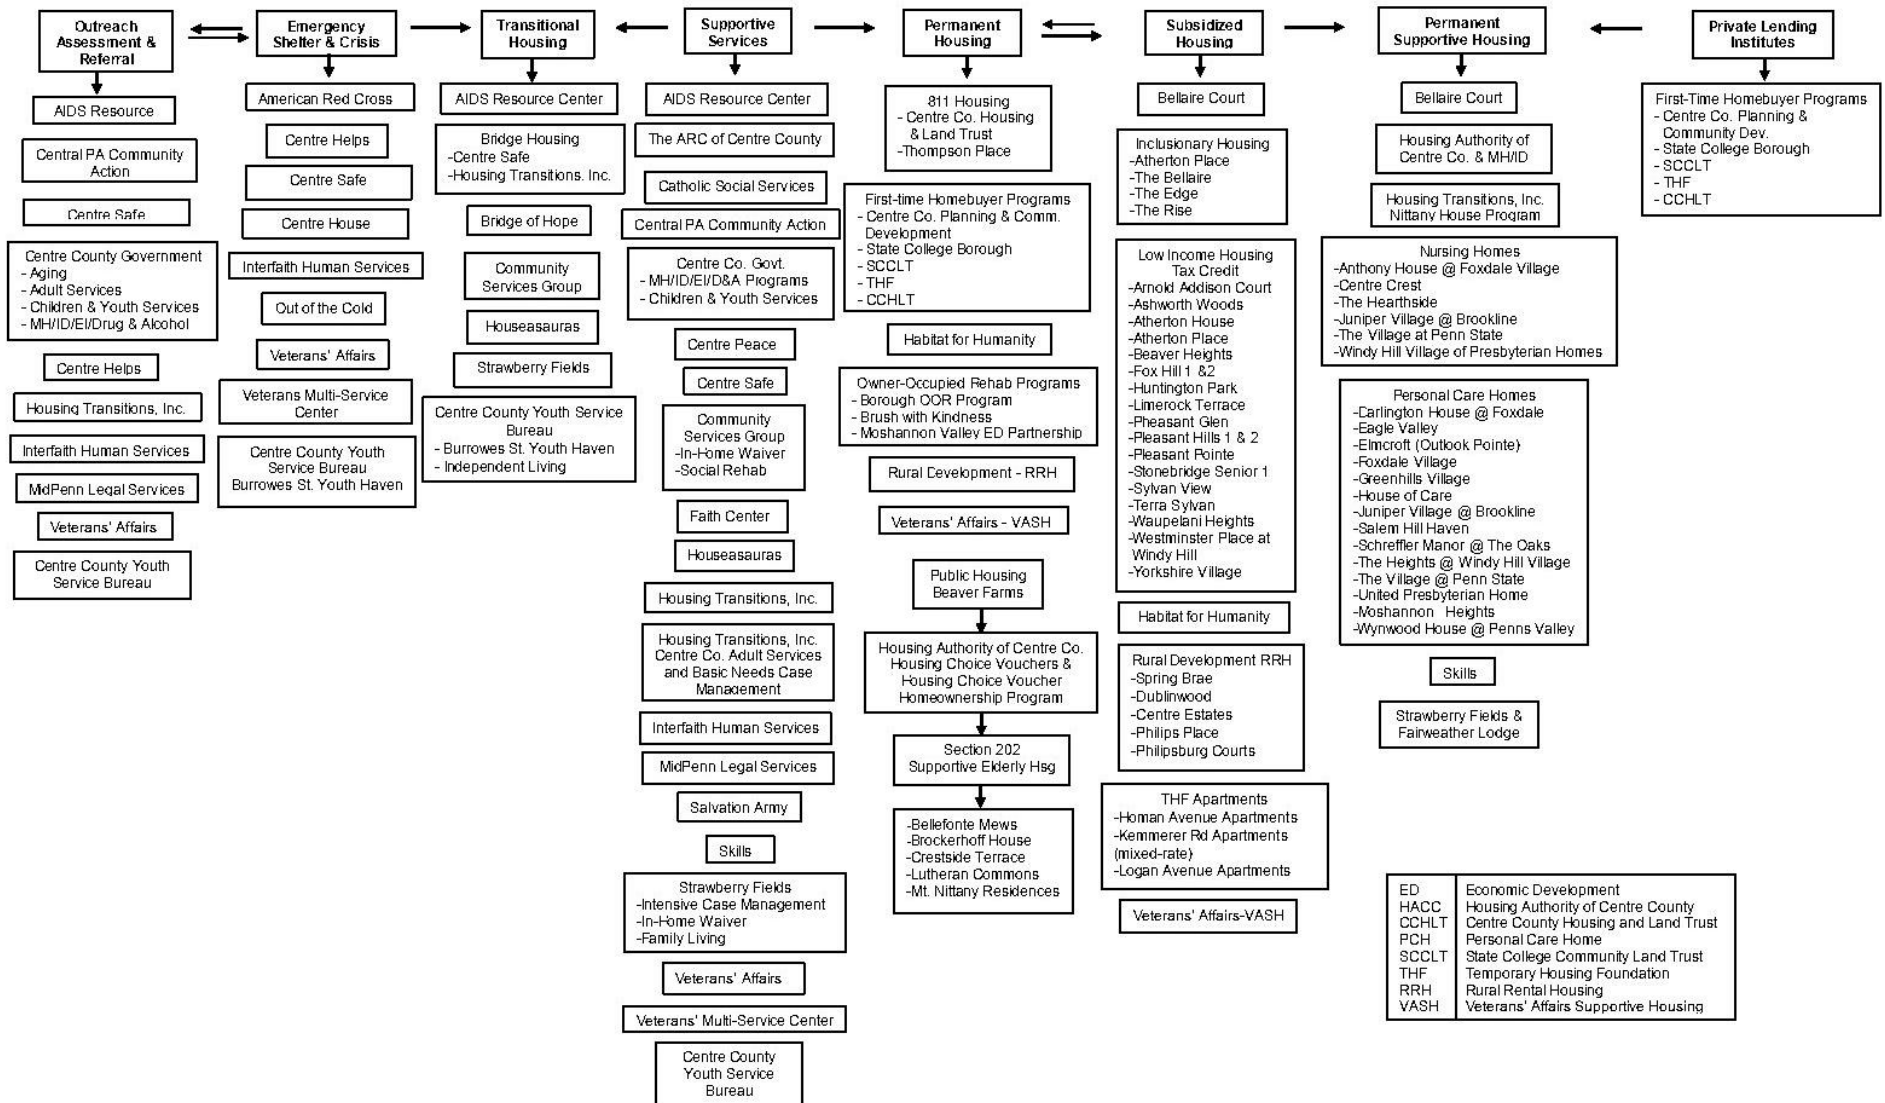 Outreach
Assessment &
Referral
AIDS Resource
Central PA Community
Action
Centre Safe
Centre County Government
- Aging
- Adult Services
- Children & Youth Services
- MH/ID/EI/Drug & Alcohol
Centre Helps
Housing Transitions, Inc.
Interfaith Human Services
MidPenn Legal Services
Veterans' Affairs
Centre County Youth
Service Bureau
Emergency
Shelter & Crisis
American Red Cross
Centre Helps
Centre Safe
Centre House
Interfaith Human Services
Out of the Cold
Veterans' Affairs
Veterans Multi-Service
Center
Centre County Youth
Service Bureau
Burrowes St. Youth Haven
Transitional
Housing
AIDS Resource Center
Bridge Housing
-Centre Safe
-Housing Transitions. Inc.
Bridge of Hope
Community
Services Group
Houseasauras
Strawberry Fields
Centre County Youth Service
Bureau
- Burrowes St. Youth Haven
- Independent Living
Supportive
Services
AIDS Resource Center
The ARC of Centre County
Catholic Social Services
Central PA Community Action
Centre Co. Govt.
- MH/ID/EI/D&A Programs
- Children & Youth Services
Centre Peace
Centre Safe
Community
Services Group
-In-Home Waiver
-Social Rehab
Faith Center
Houseasauras
Housing Transitions, Inc.
Housing Transitions, Inc.
Centre Co. Adult Services
and Basic Needs Case
Management
Interfaith Human Services
MidPenn Legal Services
Salvation Army
Skills
Strawberry Fields
-Intensive Case Management
-In-Home Waiver
-Family Living
Veterans' Affairs
Veterans' Multi-Service Center
Centre County
Youth Service
Bureau
Permanent
Housing
811 Housing
- Centre Co. Housing
& Land Trust
-Thompson Place
First-time Homebuyer Programs
- Centre Co. Planning & Comm.
Development
- State College Borough
- SCCLT
- THF
- CCHLT
Habitat for Humanity
Owner-Occupied Rehab Programs
- Borough OOR Program
- Brush with Kindness
- Moshannon Valley ED Partnership
Rural Development - RRH
Veterans' Affairs - VASH
Public Housing
Beaver Farms
Housing Authority of Centre Co.
Housing Choice Vouchers &
Housing Choice Voucher
Homeownership Program
Section 202
Supportive Elderly Hsg
-Bellefonte Mews
-Brockerhoff House
-Crestside Terrace
-Lutheran Commons
-Mt. Nittany Residences
Subsidized
Housing
Bellaire Court
Inclusionary Housing
-Atherton Place
-The Bellaire
-The Edge
-The Rise
Low Income Housing
Tax Credit
-Arnold Addison Court
-Ashworth Woods
-Atherton House
-Atherton Place
-Beaver Heights
-Fox Hill 1 &2
-Huntington Park
-Limerock Terrace
-Pheasant Glen
-Pleasant Hills 1 & 2
-Pleasant Pointe
-Stonebridge Senior 1
-Sylvan View
-Terra Sylvan
-Waupelani Heights
-Westminster Place at
Windy Hill
-Yorkshire Village
Habitat for Humanity
Rural Development RRH
-Spring Brae
-Dublinwood
-Centre Estates
-Philips Place
-Philipsburg Courts
THF Apartments
-Homan Avenue Apartments
-Kemmerer Rd Apartments
(mixed-rate)
-Logan Avenue Apartments
Veterans' Affairs-VASH
Permanent
Supportive Housing
Bellaire Court
Housing Authority of
Centre Co. & MH/ID
Housing Transitions, Inc.
Nittany House Program
Nursing Homes
-Anthony House @ Foxdale Village
-Centre Crest
-The Hearthside
-Juniper Village @ Brookline
-The Village at Penn State
-Windy Hill Village of Presbyterian Homes
Personal Care Homes
-Darlington House @ Foxdale
-Eagle Valley
-Elmcroft (Outlook Pointe)
-Foxdale Village
-Greenhills Village
-House of Care
-Juniper Village @ Brookline
-Salem Hill Haven
-Schreffler Manor @ The Oaks
-The Heights @ Windy Hill Village
-The Village @ Penn State
-United Presbyterian Home
-Moshannon Heights
-Wynwood House @ Penns Valley
Skills
Strawberry Fields &
Fairweather Lodge
Private Lending
Institutes
First-Time Homebuyer Programs
- Centre Co. Planning &
Community Dev.
- State College Borough
- SCCLT
- THF
- CCHLT
ED Economic Development
HACC Housing Authority of Centre County
CCHLT Centre County Housing and Land Trust
PCH Personal Care Home
SCCLT State College Community Land Trust
THF Temporary Housing Foundation
RRH Rural Rental Housing
VASH Veterans' Affairs Supportive Housing